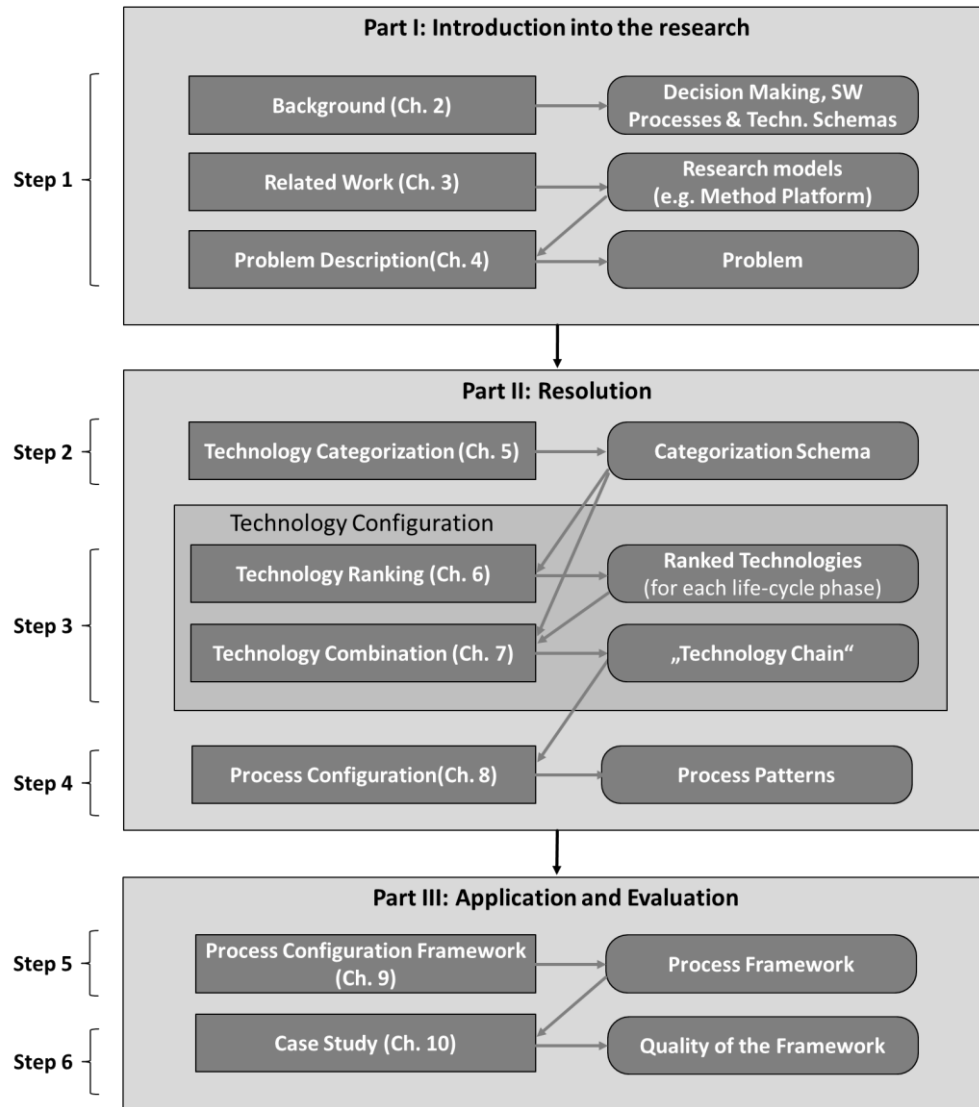 Part I: Introduction into the research
Step 1
Background (Ch. 2)
Decision Making, SW
Processes & Techn. Schemas
Related Work (Ch. 3)
Research models
(e.g. Method Platform)
Problem Description(Ch. 4)
Problem
Part II: Resolution
Step 2
Technology Categorization (Ch. 5)
Categorization Schema
Technology Configuration
Step 3
Technology Ranking (Ch. 6)
Ranked Technologies
(for each life-cycle phase)
Technology Combination (Ch. 7)
„Technology Chain“
Step 4
Process Configuration(Ch. 8)
Process Patterns
Part III: Application and Evaluation
Step 5
Process Configuration Framework
(Ch. 9)
Process Framework
Step 6
Case Study (Ch. 10)
Quality of the Framework